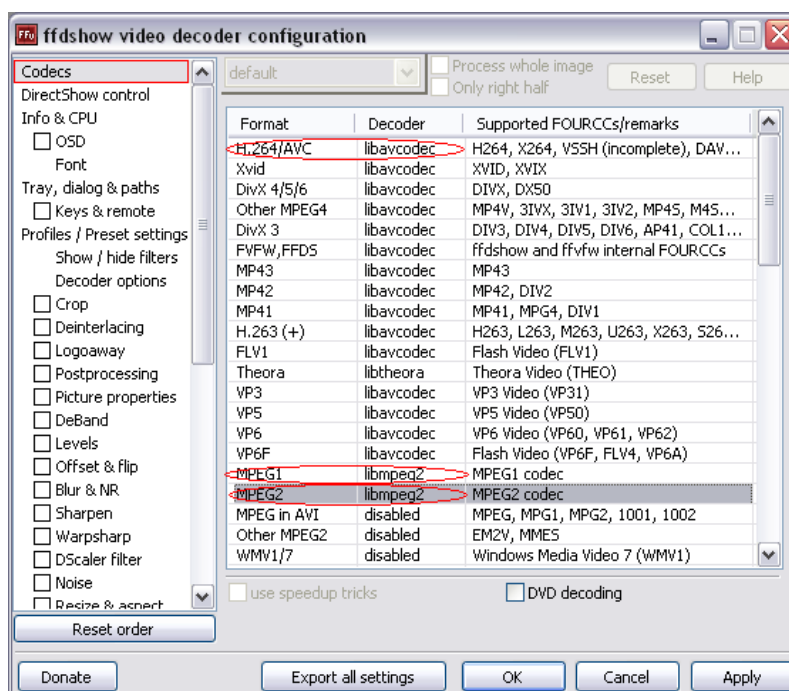 FFu ffdshow video decoder configuration
Codecs
DirectShow control
Info & CPU
OSD
Font
Tray, dialog & paths
Keys & remote
Profiles / Preset settings
Show / hide filters
Decoder options
Crop
Deinterlacing
Logoaway
Postprocessing
Picture properties
DeBand
Levels
Offset & flip
Blur & NR
Sharpen
Warpsharp
DScaler filter
Noise
Resize & aspect
Reset order
default
Process whole image
Only right half
Reset
Help
Format Decoder Supported FOURCCs/remarks
H.264/AVC libavcodec H264, X264, VSSH (incomplete), DAV...
Xvid libavcodec XVID, XVIX
DivX 4/5/6 libavcodec DIVX, DX50
Other MPEG4 libavcodec MP4V, 3IVX, 3IV1, 3IV2, MP4S, M4S...
DivX 3 libavcodec DIV3, DIV4, DIV5, DIV6, AP41, COL1...
FVFW,FFDS libavcodec ffdshow and ffvfw internal FOURCCs
MP43 libavcodec MP43
MP42 libavcodec MP42, DIV2
MP41 libavcodec MP41, MPG4, DIV1
H.263 (+) libavcodec H263, L263, M263, U263, X263, S26...
FLV1 libavcodec Flash Video (FLV1)
Theora libtheora Theora Video (THEO)
VP3 libavcodec VP3 Video (VP31)
VP5 libavcodec VP5 Video (VP50)
VP6 libavcodec VP6 Video (VP60, VP61, VP62)
VP6F libavcodec Flash Video (VP6F, FLV4, VP6A)
MPEG1 libmpeg2 MPEG1 codec
MPEG2 libmpeg2 MPEG2 codec
MPEG in AVI disabled MPEG, MPG1, MPG2, 1001, 1002
Other MPEG2 disabled EM2V, MMES
WMV1/7 disabled Windows Media Video 7 (WMV1)
use speedup tricks
DVD decoding
Donate
Export all settings
OK
Cancel
Apply